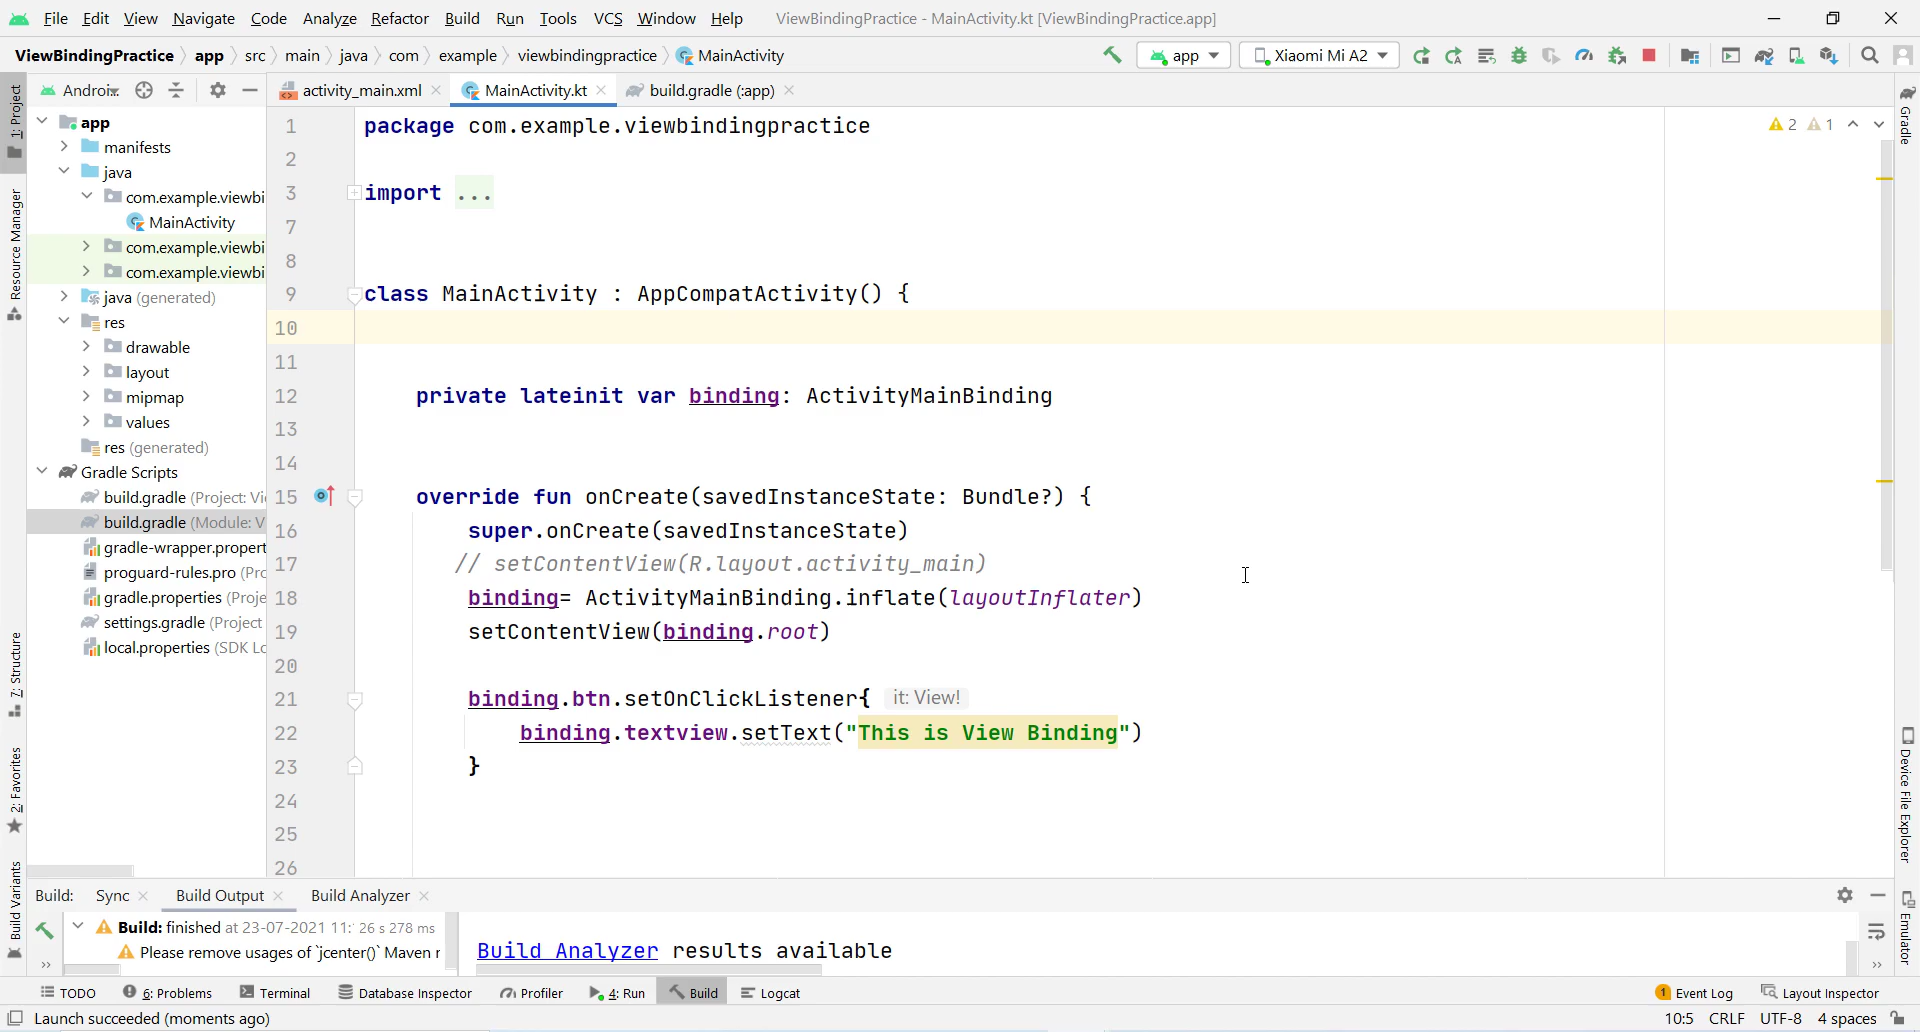 File Edit View Navigate Code Analyze Refactor Build Run Tools VCS Window Help ViewBindingPractice - MainActivity.kt [ViewBindingPractice.app]
ViewBindingPractice app src main java com example viewbindingpractice MainActivity app Xiaomi Mi A2
Androi.. activity_main.xml MainActivity.kt build.gradle (:app)
1: Project
Resource Manager
7: Structure
2: Favorites
Build Variants
app
manifests
java
com.example.viewbi
MainActivity
com.example.viewbi
com.example.viewbi
java (generated)
res
drawable
layout
mipmap
values
res (generated)
Gradle Scripts
build.gradle (Project: Vi
build.gradle (Module: V
gradle-wrapper.propert
proguard-rules.pro (Pro
gradle.properties (Proje
settings.gradle (Project
local.properties (SDK Lo
1 package com.example.viewbindingpractice
2
3 import ...
7
8
9 class MainActivity : AppCompatActivity() {
10
11
12 private lateinit var binding: ActivityMainBinding
13
14
15 override fun onCreate(savedInstanceState: Bundle?) {
16 super.onCreate(savedInstanceState)
17 // setContentView(R.layout.activity_main)
18 binding= ActivityMainBinding.inflate(layoutInflater)
19 setContentView(binding.root)
20
21 binding.btn.setOnClickListener{ it: View!
22 binding.textview.setText("This is View Binding")
23 }
24
25
26
2 1
Gradle
Device File Explorer
Emulator
Build: Sync Build Output Build Analyzer
Build: finished at 23-07-2021 11: 26 s 278 ms
Please remove usages of `jcenter()` Maven r
Build Analyzer results available
TODO 6: Problems Terminal Database Inspector Profiler 4: Run Build Logcat 1 Event Log Layout Inspector
Launch succeeded (moments ago) 10:5 CRLF UTF-8 4 spaces